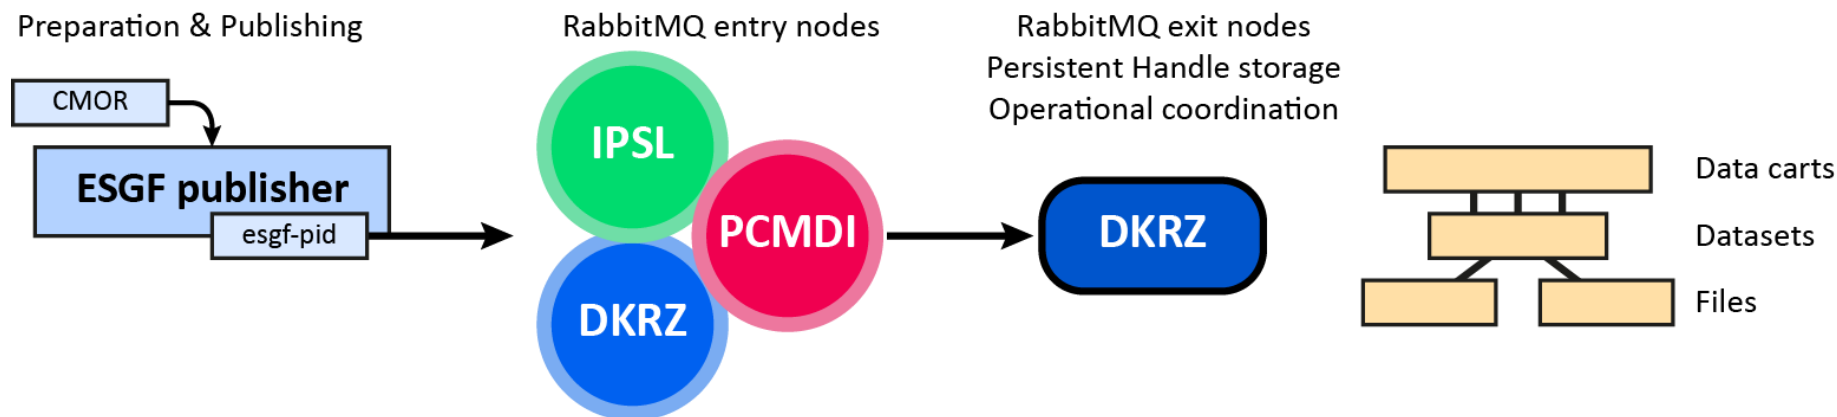 Preparation & Publishing
CMOR
ESGF publisher
esgf-pid
RabbitMQ entry nodes
IPSL
PCMDI
DKRZ
RabbitMQ exit nodes
Persistent Handle storage
Operational coordination
DKRZ
Data carts
Datasets
Files